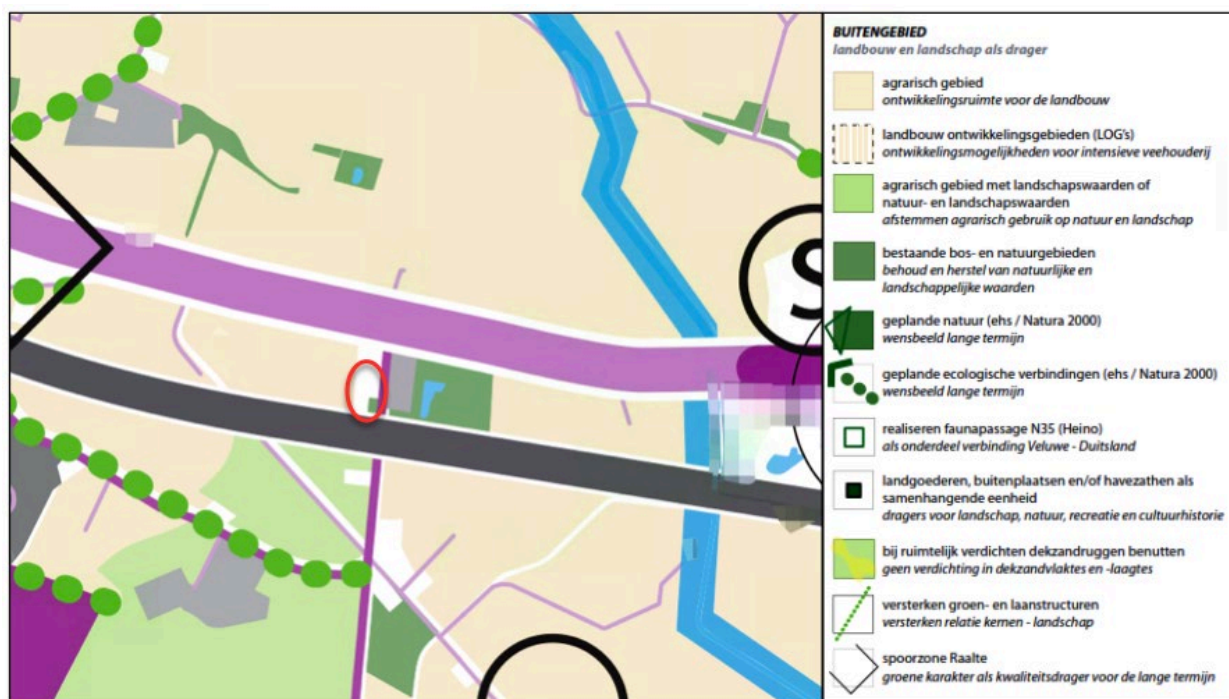 S
BUITENGEBIED
landbouw en landschap als drager
agrarisch gebied
ontwikkelingsruimte voor de landbouw
landbouw ontwikkelingsgebieden (LOG's)
ontwikkelingsmogelijkheden voor intensieve veehouderij
agrarisch gebied met landschapswaarden of
natuur- en landschapswaarden
afstemmen agrarisch gebruik op natuur en landschap
bestaande bos- en natuurgebieden
behoud en herstel van natuurlijke en
landschappelijke waarden
geplande natuur (ehs / Natura 2000)
wensbeeld lange termijn
geplande ecologische verbindingen (ehs / Natura 2000)
wensbeeld lange termijn
realiseren faunapassage N35 (Heino)
als onderdeel verbinding Veluwe - Duitsland
landgoederen, buitenplaatsen en/of havezathen als
samenhangende eenheid
dragers voor landschap, natuur, recreatie en cultuurhistorie
bij ruimtelijk verdichten dekzandruggen benutten
geen verdichting in dekzandvlaktes en -laagtes
versterken groen- en laanstructuren
versterken relatie kernen - landschap
spoorzone Raalte
groene karakter als kwaliteitsdrager voor de lange termijn